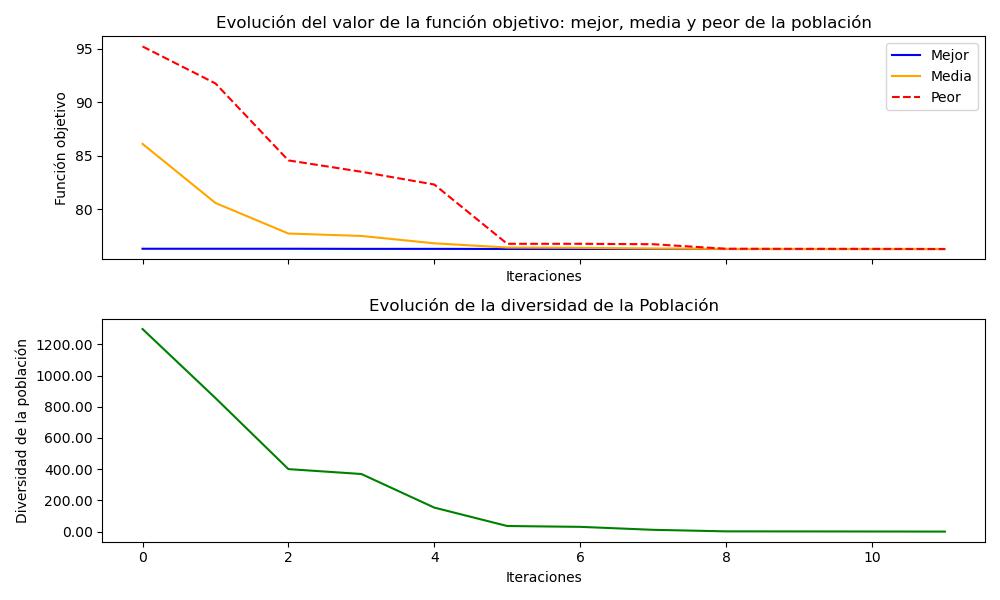 Evolución del valor de la función objetivo: mejor, media y peor de la población
Función objetivo
95
90
85
80
Mejor
Media
Peor
Iteraciones
Evolución de la diversidad de la Población
Diversidad de la población
1200.00
1000.00
800.00
600.00
400.00
200.00
0.00
0 2 4 6 8 10
Iteraciones